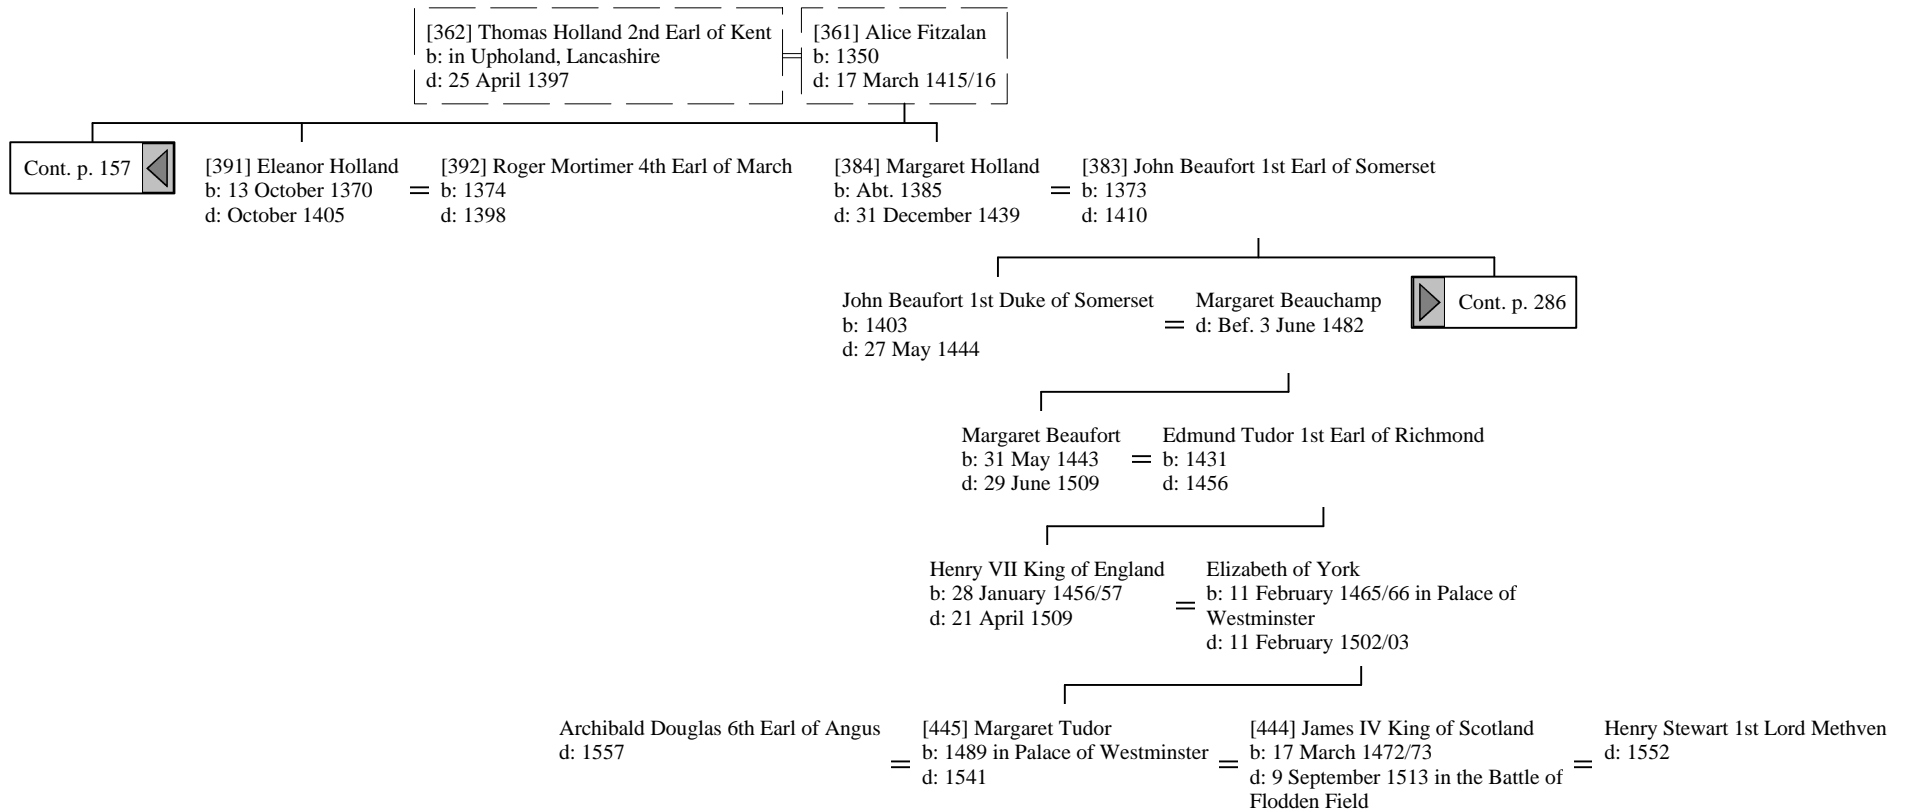 [362] Thomas Holland 2nd Earl of Kent
b: in Upholand, Lancashire
d: 25 April 1397
[361] Alice Fitzalan
b: 1350
d: 17 March 1415/16
Cont. p. 157
[391] Eleanor Holland
b: 13 October 1370
d: October 1405
=
[392] Roger Mortimer 4th Earl of March
b: 1374
d: 1398
[384] Margaret Holland
b: Abt. 1385
d: 31 December 1439
=
[383] John Beaufort 1st Earl of Somerset
b: 1373
d: 1410
John Beaufort 1st Duke of Somerset
b: 1403
d: 27 May 1444
=
Margaret Beauchamp
d: Bef. 3 June 1482
Cont. p. 286
Margaret Beaufort
b: 31 May 1443
d: 29 June 1509
=
Edmund Tudor 1st Earl of Richmond
b: 1431
d: 1456
Henry VII King of England
b: 28 January 1456/57
d: 21 April 1509
=
Elizabeth of York
b: 11 February 1465/66 in Palace of
Westminster
d: 11 February 1502/03
Archibald Douglas 6th Earl of Angus
d: 1557
=
[445] Margaret Tudor
b: 1489 in Palace of Westminster
d: 1541
=
[444] James IV King of Scotland
b: 17 March 1472/73
d: 9 September 1513 in the Battle of
Flodden Field
=
Henry Stewart 1st Lord Methven
d: 1552